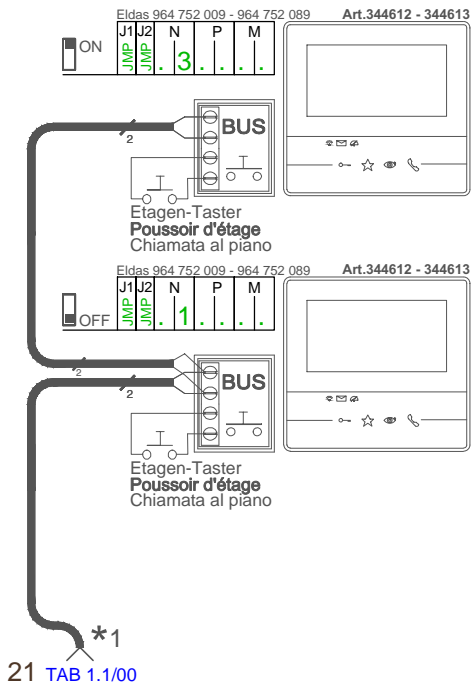 Eldas 964 752 009 - 964 752 089 Art.344612 - 344613
ON J1 J2 N P M
JMP JMP . 3 . . . .
BUS
2
Etagen-Taster
Poussoir d'étage
Chiamata al piano
Eldas 964 752 009 - 964 752 089 Art.344612 - 344613
J1 J2 N P M
OFF JMP JMP . 1 . . . .
2
BUS
2
Etagen-Taster
Poussoir d'étage
Chiamata al piano
*1
21 TAB 1.1/00